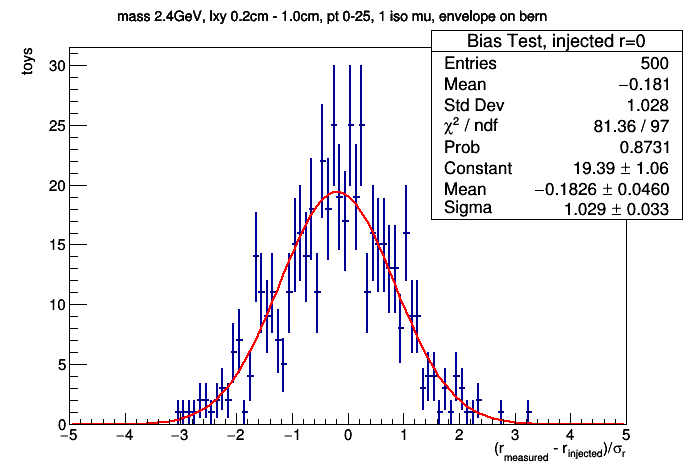 mass 2.4GeV, lxy 0.2cm - 1.0cm, pt 0-25, 1 iso mu, envelope on bern
Bias Test, injected r=0
Entries 500
Mean −0.181
Std Dev 1.028
χ² / ndf 81.36 / 97
Prob 0.8731
Constant 19.39 ± 1.06
Mean −0.1826 ± 0.0460
Sigma 1.029 ± 0.033
toys
30
25
20
15
10
5
0
−5 −4 −3 −2 −1 0 1 2 3 4 5
(r_measured - r_injected)/σ_r